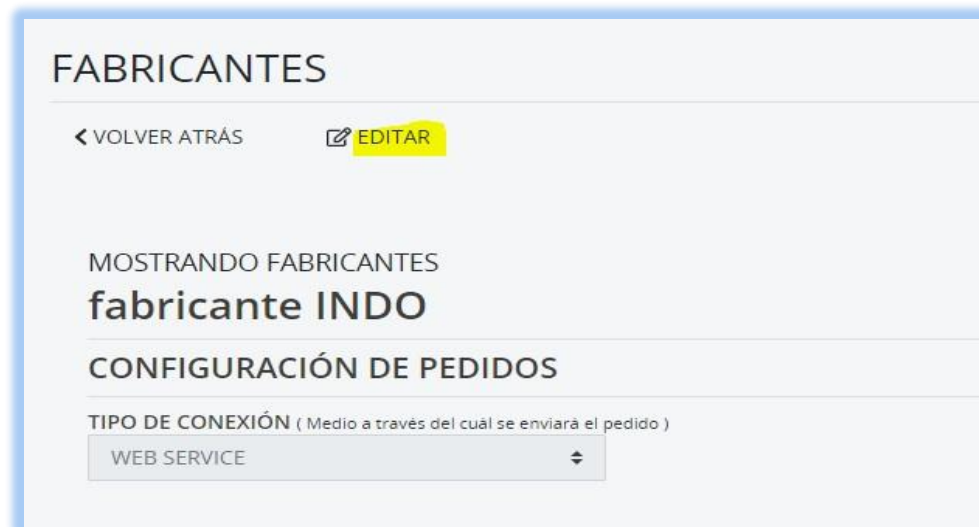 FABRICANTES
VOLVER ATRÁS EDITAR
MOSTRANDO FABRICANTES
fabricante INDO
CONFIGURACIÓN DE PEDIDOS
TIPO DE CONEXIÓN ( Medio a través del cuál se enviará el pedido )
WEB SERVICE